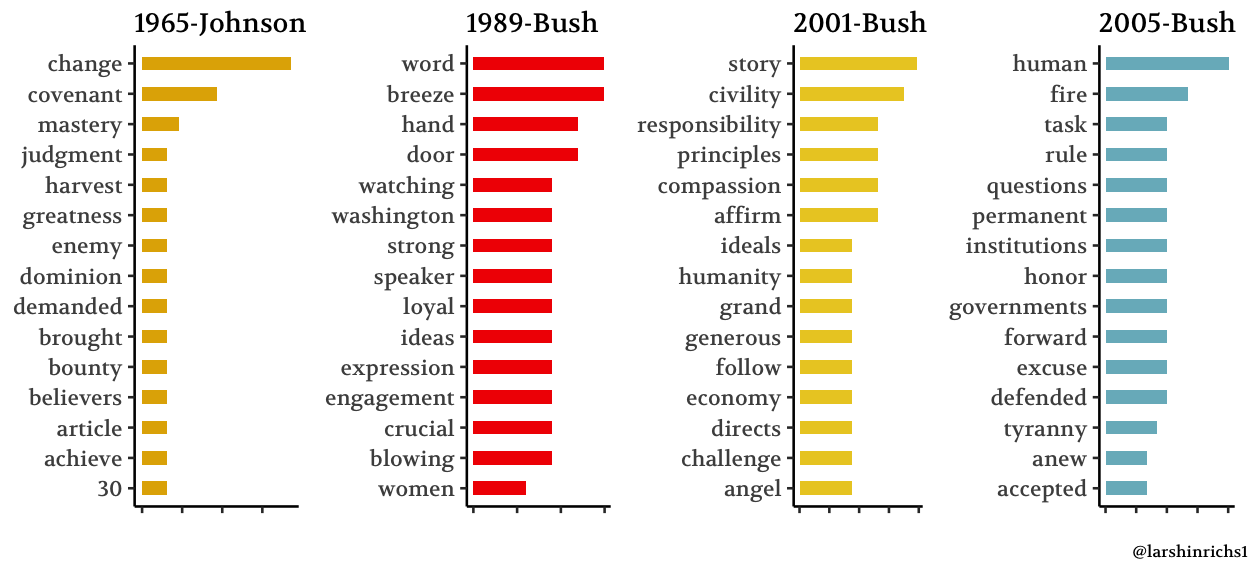 1965-Johnson
change
covenant
mastery
judgment
harvest
greatness
enemy
dominion
demanded
brought
bounty
believers
article
achieve
30
1989-Bush
word
breeze
hand
door
watching
washington
strong
speaker
loyal
ideas
expression
engagement
crucial
blowing
women
2001-Bush
story
civility
responsibility
principles
compassion
affirm
ideals
humanity
grand
generous
follow
economy
directs
challenge
angel
2005-Bush
human
fire
task
rule
questions
permanent
institutions
honor
governments
forward
excuse
defended
tyranny
anew
accepted
@larshinrichs1